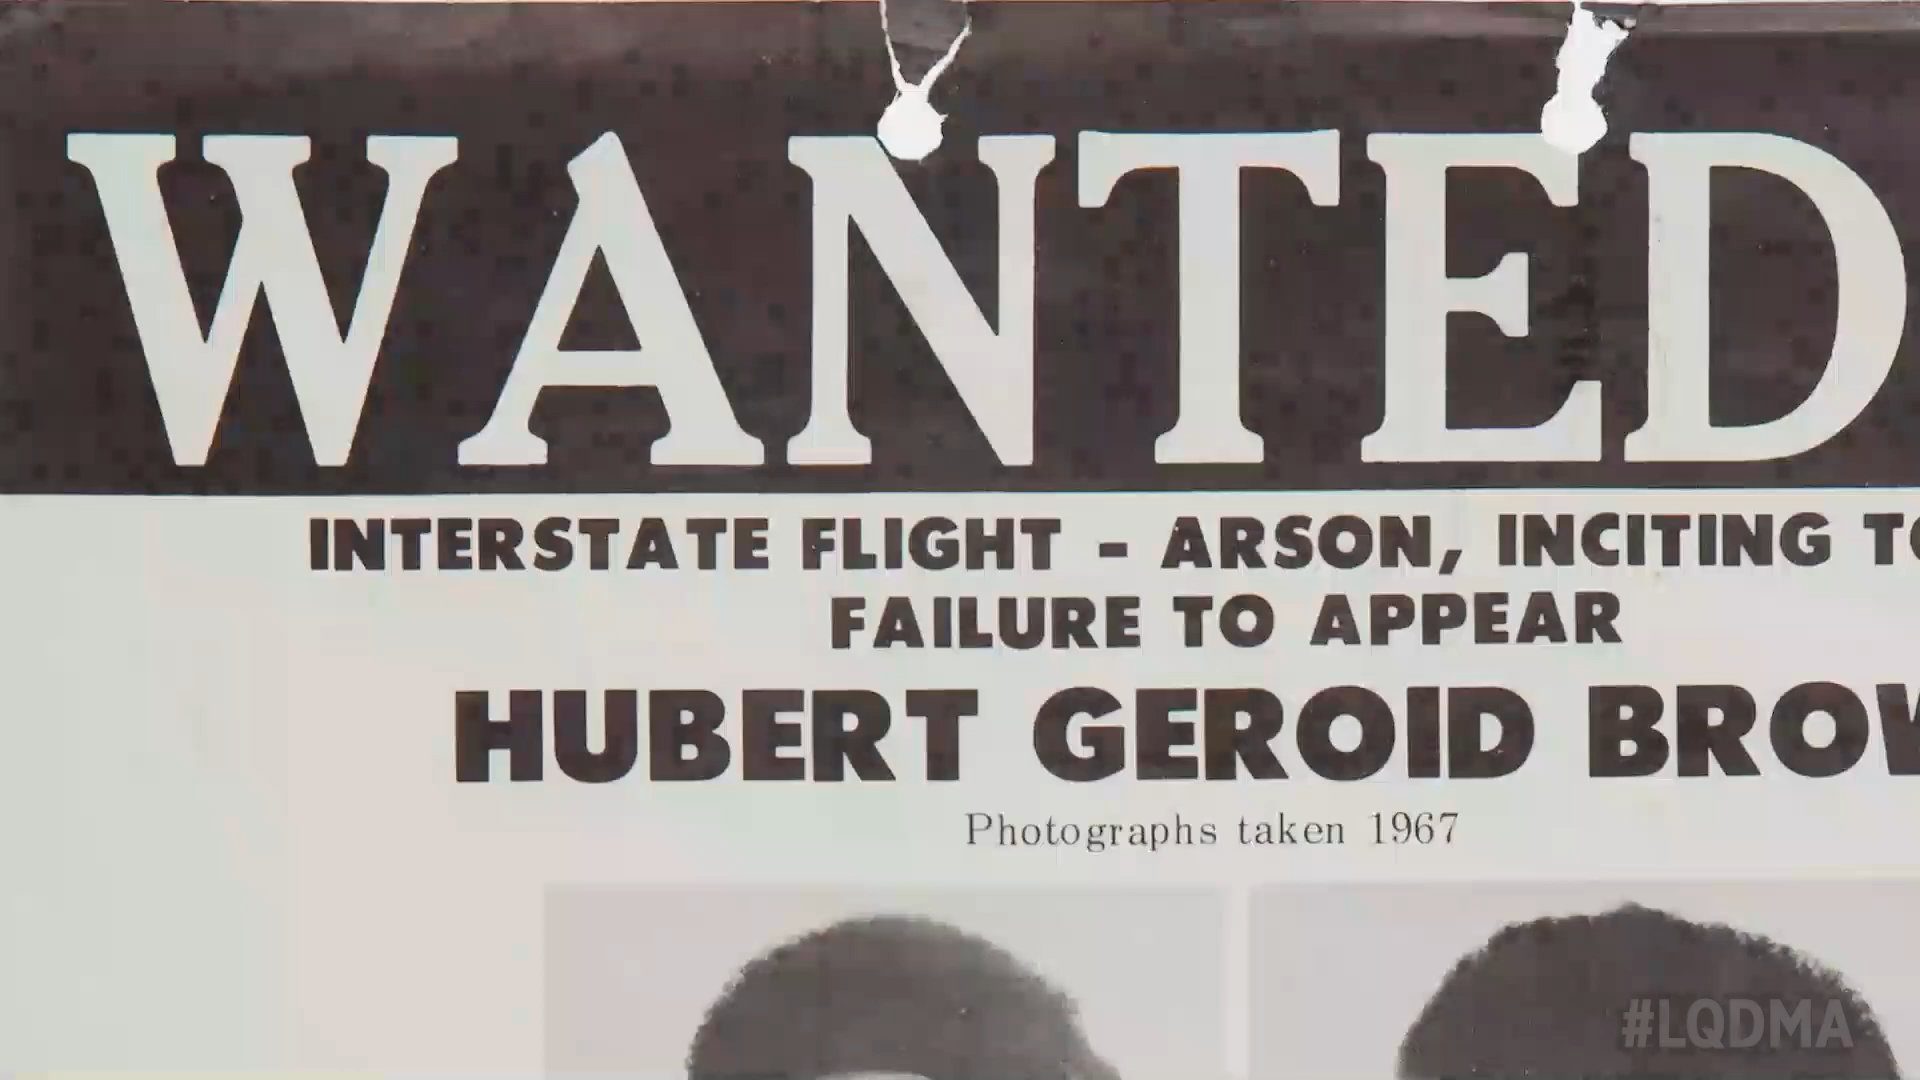 WANTED
INTERSTATE FLIGHT - ARSON, INCITING
FAILURE TO APPEAR
HUBERT GEROID
Photographs taken 1967
#LQDMA